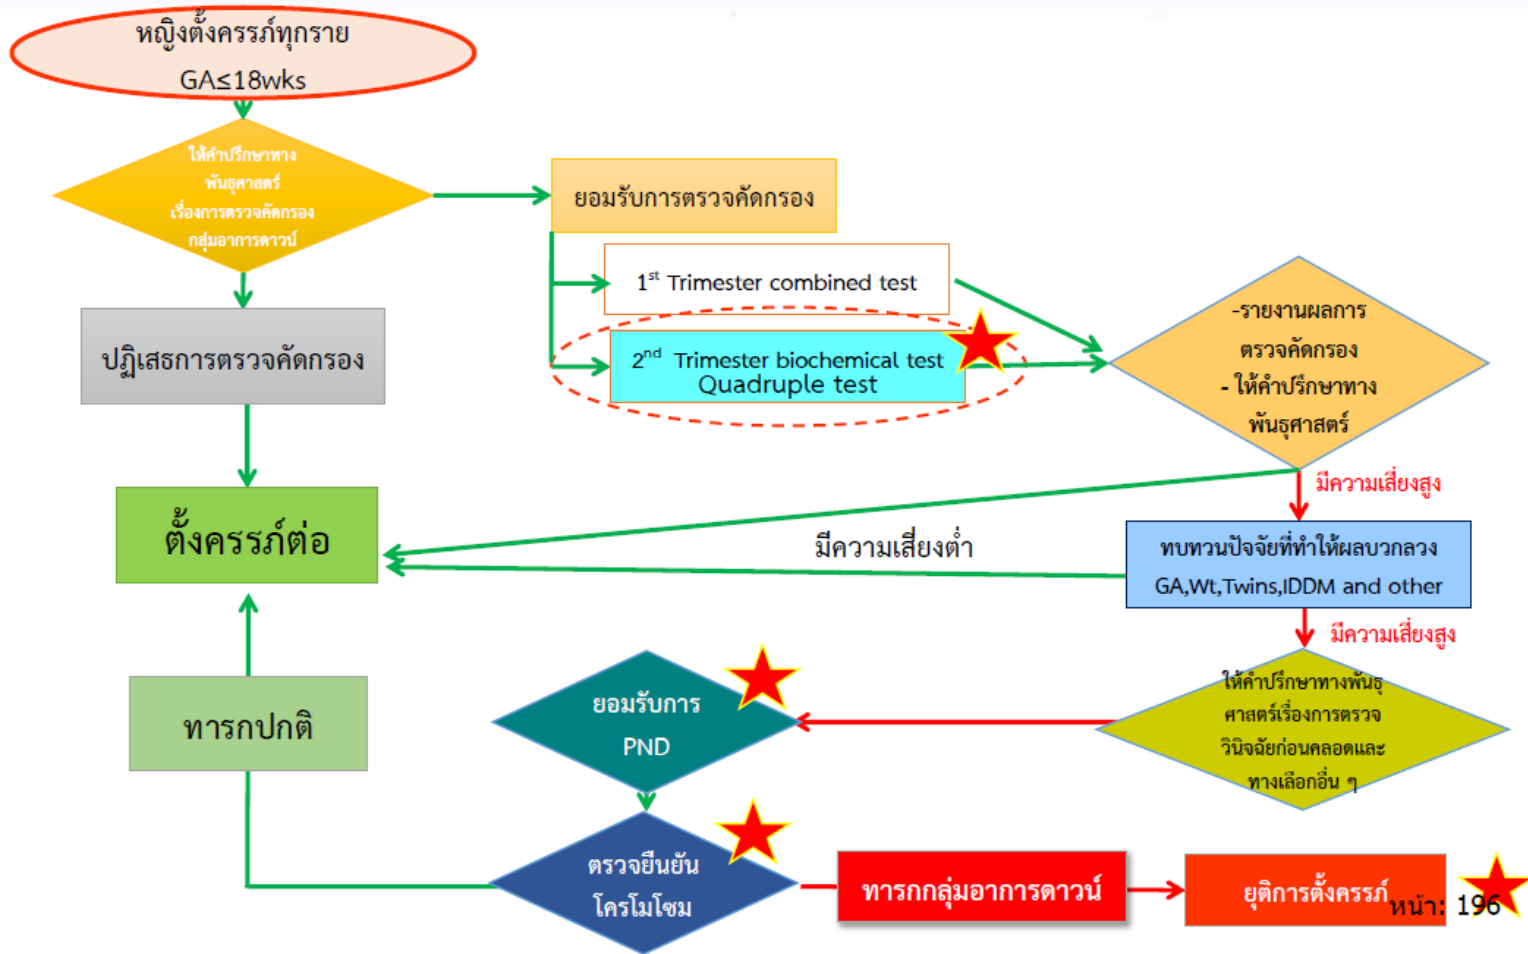 หญิงตั้งครรภ์ทุกราย
GA≤18wks
ให้คำปรึกษาทาง
พันธุศาสตร์
เรื่องการตรวจคัดกรอง
กลุ่มอาการดาวน์
ยอมรับการตรวจคัดกรอง
1st Trimester combined test
2nd Trimester biochemical test
Quadruple test
-รายงานผลการ
ตรวจคัดกรอง
- ให้คำปรึกษาทาง
พันธุศาสตร์
ปฏิเสธการตรวจคัดกรอง
มีความเสี่ยงสูง
ตั้งครรภ์ต่อ
มีความเสี่ยงต่ำ
ทบทวนปัจจัยที่ทำให้ผลบวกลวง
GA,Wt,Twins,IDDM and other
มีความเสี่ยงสูง
ให้คำปรึกษาทางพันธุ
ศาสตร์เรื่องการตรวจ
วินิจฉัยก่อนคลอดและ
ทางเลือกอื่น ๆ
ยอมรับการ
PND
ทารกปกติ
ตรวจยืนยัน
โครโมโซม
ทารกกลุ่มอาการดาวน์
ยุติการตั้งครรภ์
หน้า: 196